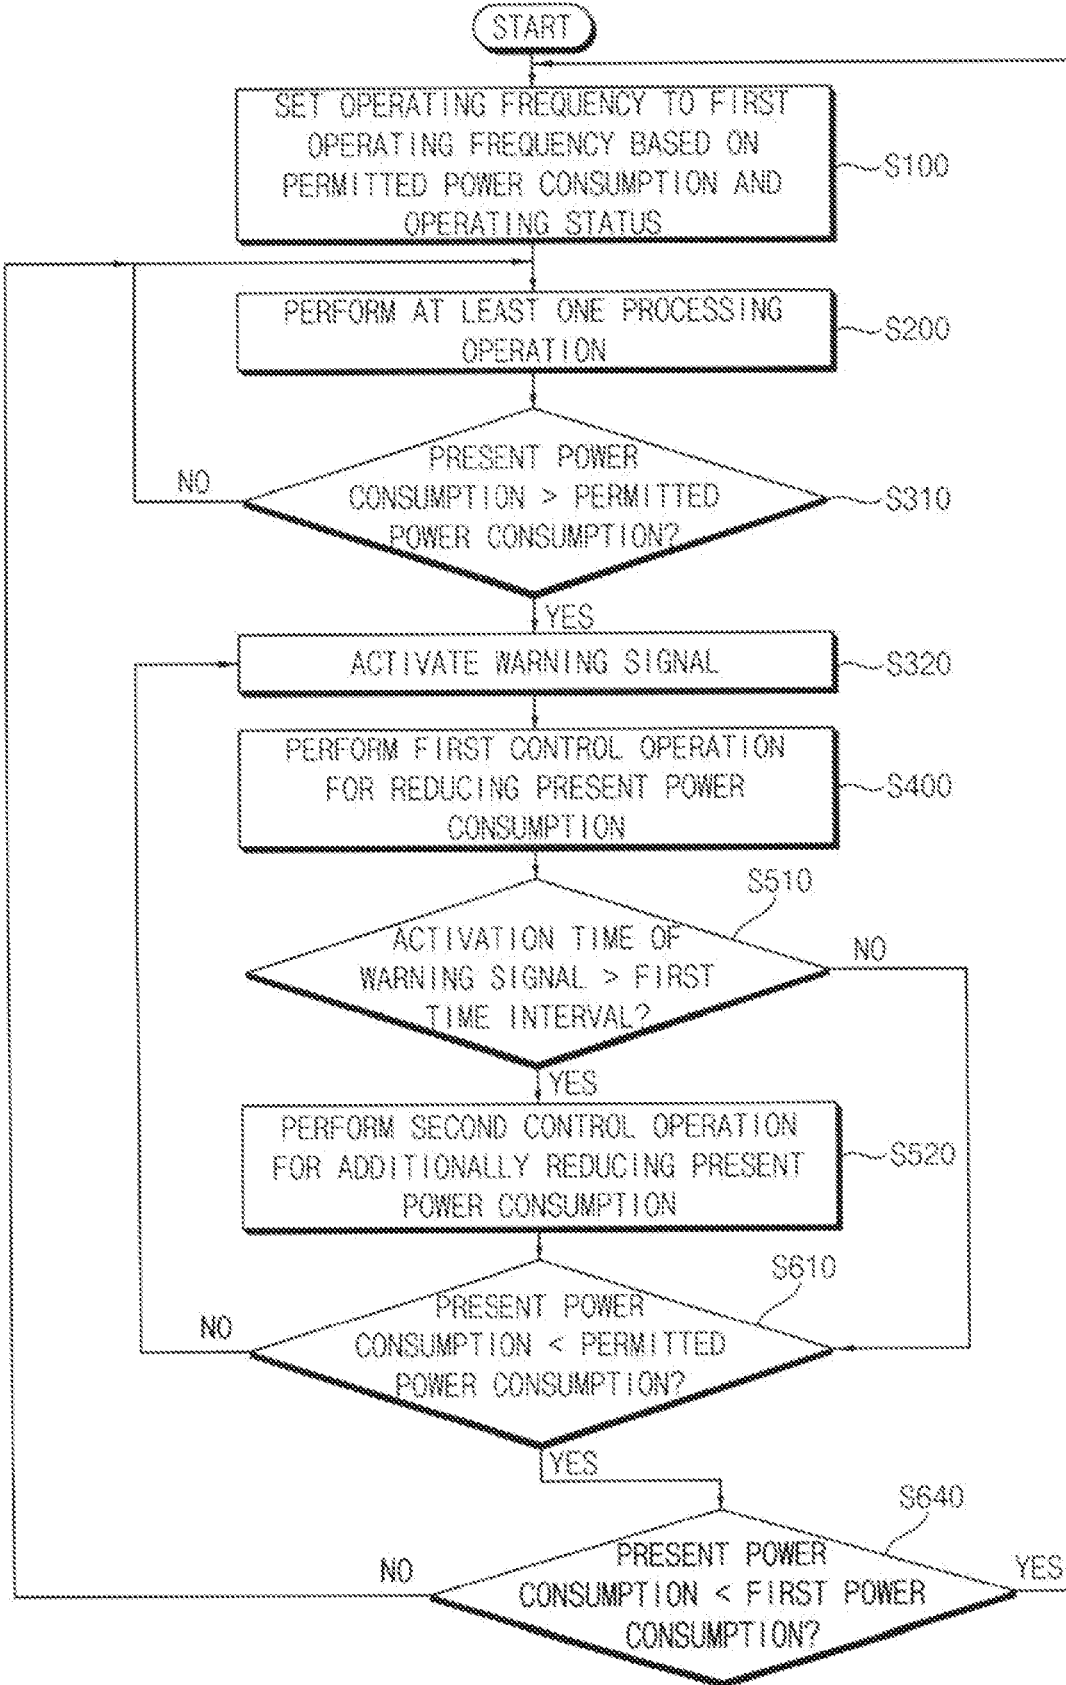 START
SET OPERATING FREQUENCY TO FIRST
OPERATING FREQUENCY BASED ON
PERMITTED POWER CONSUMPTION AND
OPERATING STATUS
S100
PERFORM AT LEAST ONE PROCESSING
OPERATION
S200
PRESENT POWER
CONSUMPTION > PERMITTED
POWER CONSUMPTION?
NO
S310
YES
ACTIVATE WARNING SIGNAL
S320
PERFORM FIRST CONTROL OPERATION
FOR REDUCING PRESENT POWER
CONSUMPTION
S400
S510
ACTIVATION TIME OF
WARNING SIGNAL > FIRST
TIME INTERVAL?
NO
YES
PERFORM SECOND CONTROL OPERATION
FOR ADDITIONALLY REDUCING PRESENT
POWER CONSUMPTION
S520
S610
PRESENT POWER
CONSUMPTION < PERMITTED
POWER CONSUMPTION?
NO
YES
S640
PRESENT POWER
CONSUMPTION < FIRST POWER
CONSUMPTION?
NO
YES